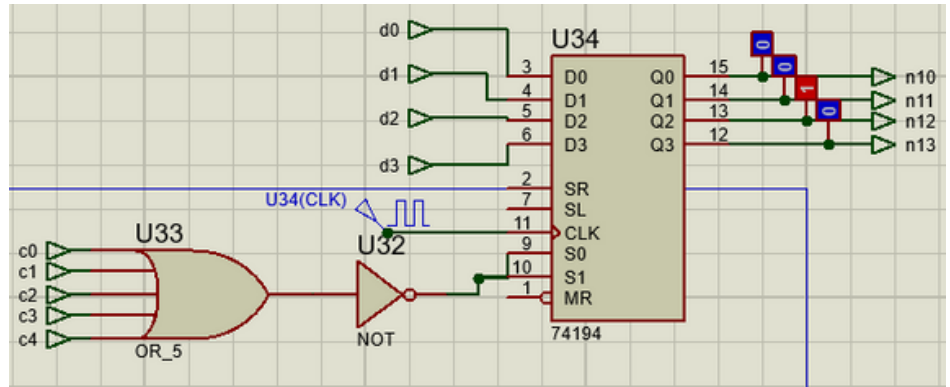 d0
U34
d1
d2
d3
3
4
5
6
2
7
11
9
10
1
D0
D1
D2
D3
SR
SL
CLK
S0
S1
MR
Q0
Q1
Q2
Q3
15
14
13
12
0
0
1
0
n10
n11
n12
n13
74194
U34(CLK)
U33
U32
c0
c1
c2
c3
c4
OR_5
NOT